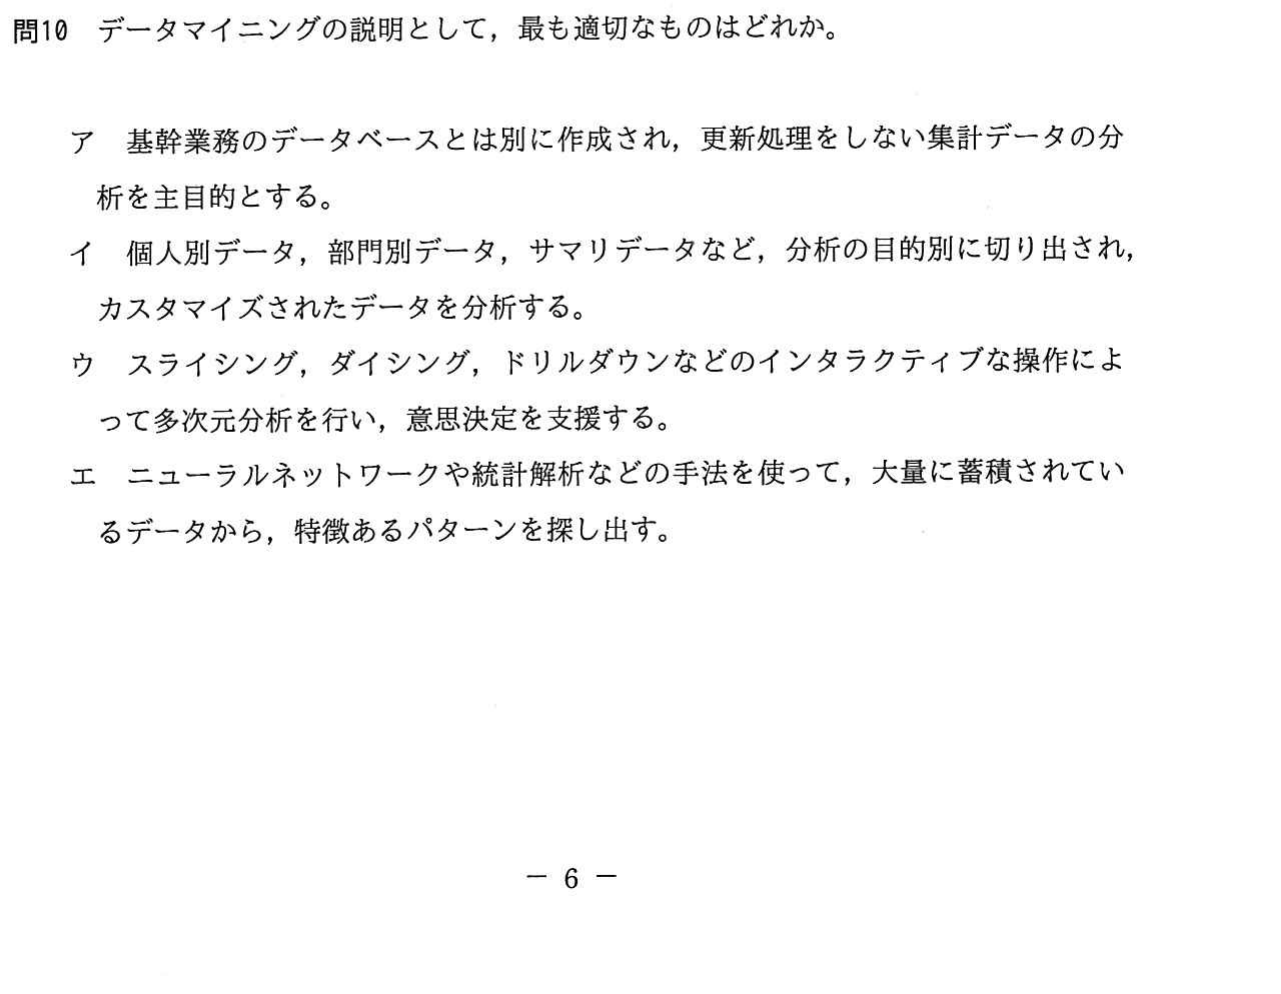 問10　データマイニングの説明として，最も適切なものはどれか。
ア　基幹業務のデータベースとは別に作成され，更新処理をしない集計データの分
析を主目的とする。
イ　個人別データ，部門別データ，サマリデータなど，分析の目的別に切り出され，
カスタマイズされたデータを分析する。
ウ　スライシング，ダイシング，ドリルダウンなどのインタラクティブな操作によ
って多次元分析を行い，意思決定を支援する。
エ　ニューラルネットワークや統計解析などの手法を使って，大量に蓄積されてい
るデータから，特徴あるパターンを探し出す。
－ 6 －